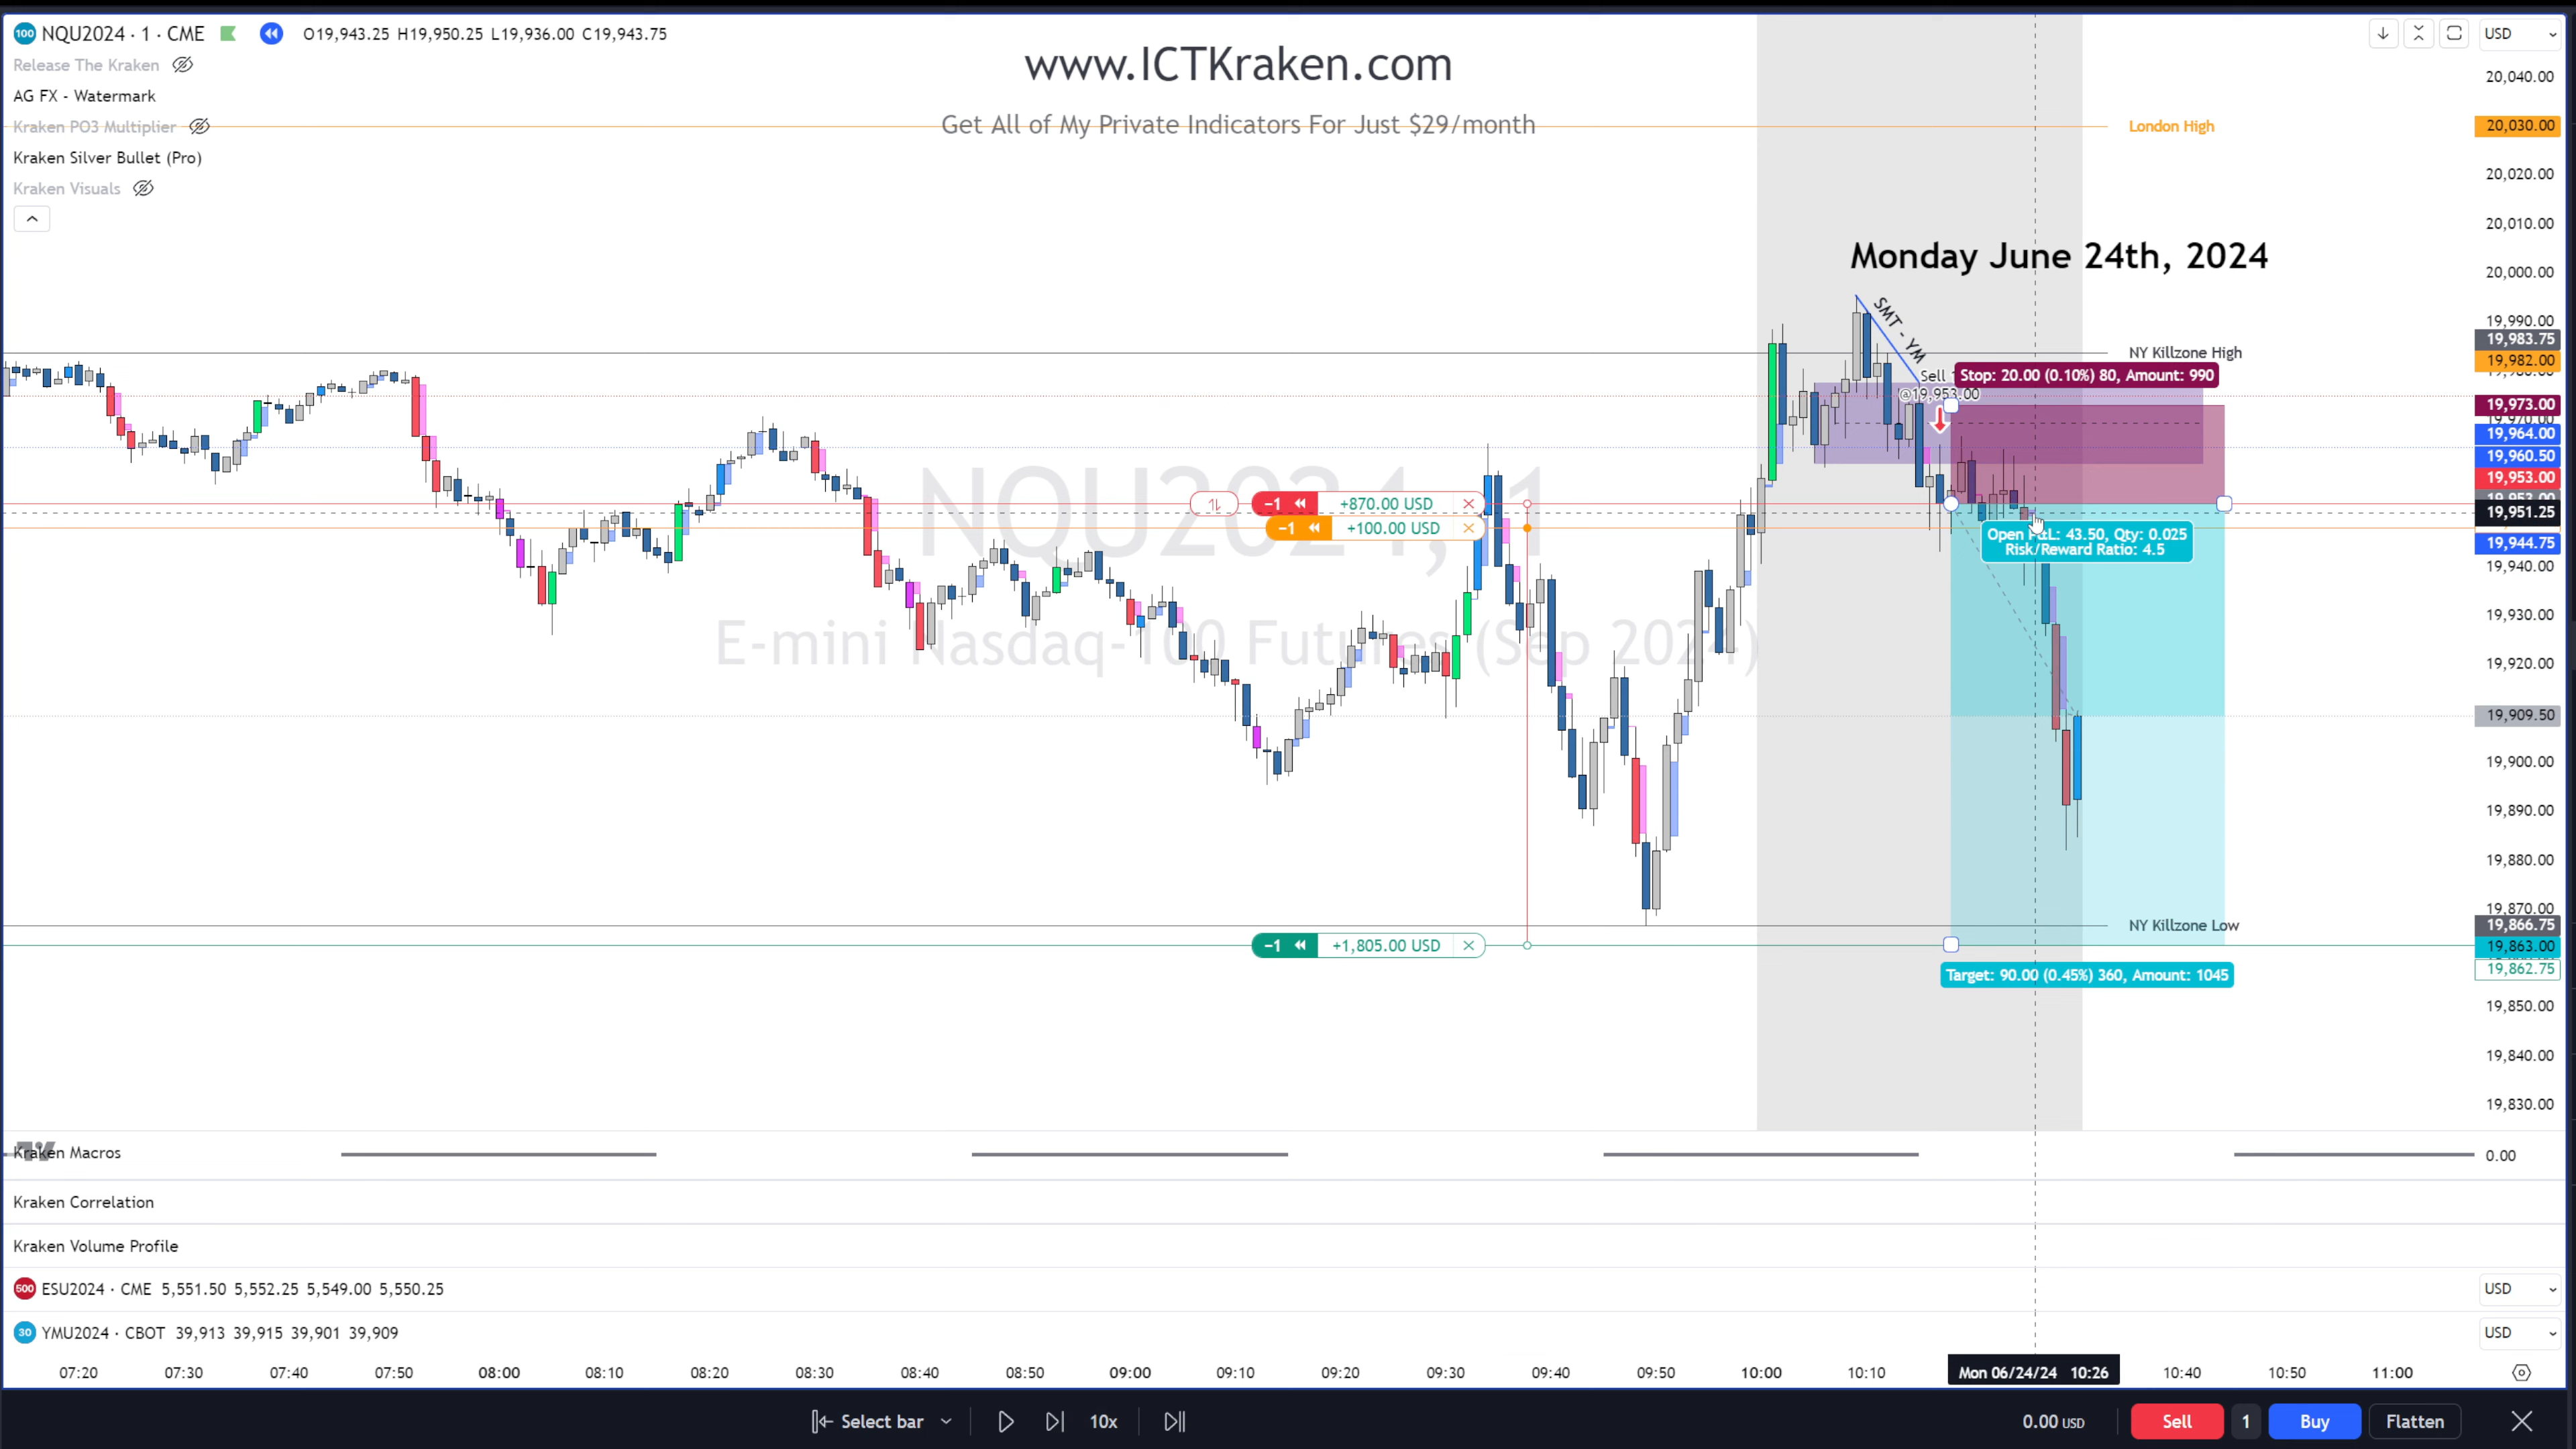 NQU2024 · 1 · CME
O19,943.25 H19,950.25 L19,936.00 C19,943.75
Release The Kraken
AG FX - Watermark
Kraken PO3 Multiplier
Kraken Silver Bullet (Pro)
Kraken Visuals
www.ICTKraken.com
Get All of My Private Indicators For Just $29/month
London High
Monday June 24th, 2024
SMT - YM
NY Killzone High
Sell
@19,953.00
Stop: 20.00 (0.10%) 80, Amount: 990
NQU2024, 1
E-mini Nasdaq-100 Futures (Sep 2024)
−1 +870.00 USD
−1 +100.00 USD
Open P&L: 43.50, Qty: 0.025
Risk/Reward Ratio: 4.5
NY Killzone Low
−1 +1,805.00 USD
Target: 90.00 (0.45%) 360, Amount: 1045
USD
20,040.00
20,030.00
20,020.00
20,010.00
20,000.00
19,990.00
19,983.75
19,982.00
19,973.00
19,964.00
19,960.50
19,953.00
19,951.25
19,944.75
19,940.00
19,930.00
19,920.00
19,909.50
19,900.00
19,890.00
19,880.00
19,870.00
19,866.75
19,863.00
19,862.75
19,850.00
19,840.00
19,830.00
Kraken Macros
0.00
Kraken Correlation
Kraken Volume Profile
500 ESU2024 · CME 5,551.50 5,552.25 5,549.00 5,550.25
USD
30 YMU2024 · CBOT 39,913 39,915 39,901 39,909
USD
07:20 07:30 07:40 07:50 08:00 08:10 08:20 08:30 08:40 08:50 09:00 09:10 09:20 09:30 09:40 09:50 10:00 10:10 Mon 06/24/24 10:26 10:40 10:50 11:00
Select bar 10x 0.00 USD Sell 1 Buy Flatten